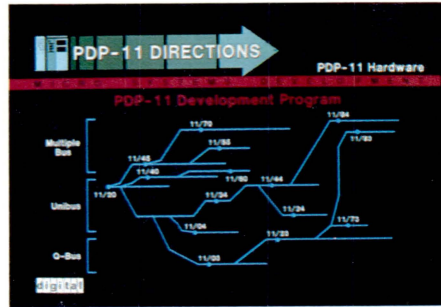 PDP-11 DIRECTIONS
PDP-11 Hardware
PDP-11 Development Program
11/84
11/70
11/83
Multiple
Bus
11/45
11/55
11/40
11/60
11/44
11/20
Unibus
11/34
11/24
11/04
11/73
11/23
Q-Bus
11/03
digital